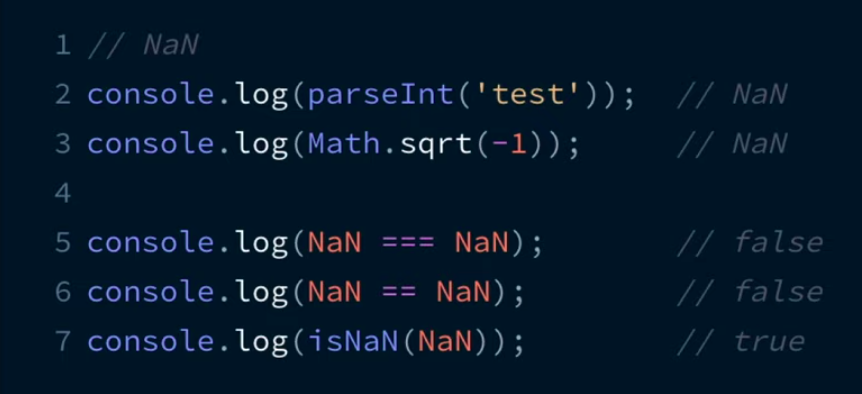 1 // NaN
2 console.log(parseInt('test'));  // NaN
3 console.log(Math.sqrt(-1));     // NaN
4
5 console.log(NaN === NaN);       // false
6 console.log(NaN == NaN);        // false
7 console.log(isNaN(NaN));        // true